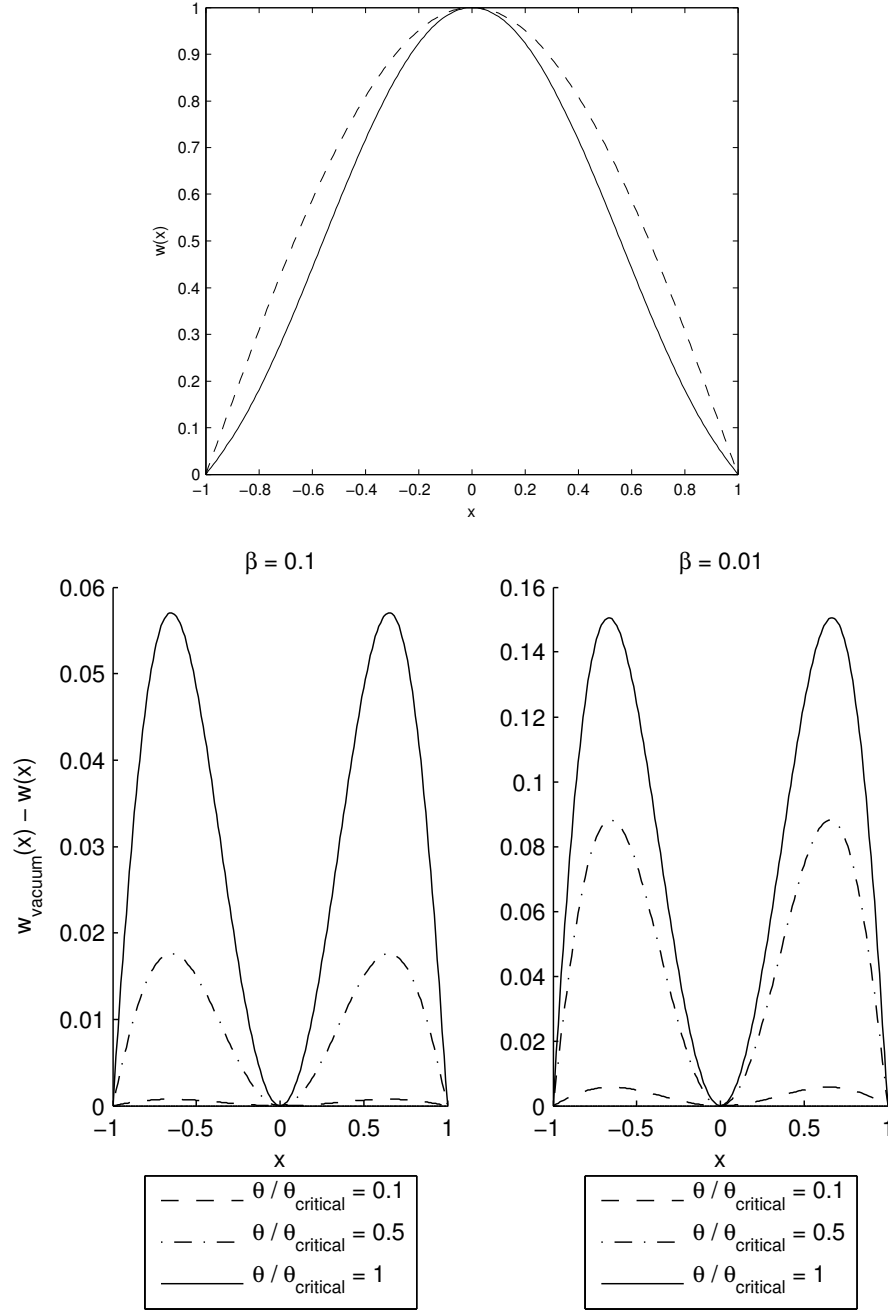 1
0.9
0.8
0.7
0.6
0.5
0.4
0.3
0.2
0.1
0
w(x)
−1 −0.8 −0.6 −0.4 −0.2 0 0.2 0.4 0.6 0.8 1
x
β = 0.1
0.06
0.05
0.04
0.03
0.02
0.01
0
w_vacuum(x) − w(x)
−1 −0.5 0 0.5 1
x
θ / θ_critical = 0.1
θ / θ_critical = 0.5
θ / θ_critical = 1
β = 0.01
0.16
0.14
0.12
0.1
0.08
0.06
0.04
0.02
0
−1 −0.5 0 0.5 1
x
θ / θ_critical = 0.1
θ / θ_critical = 0.5
θ / θ_critical = 1